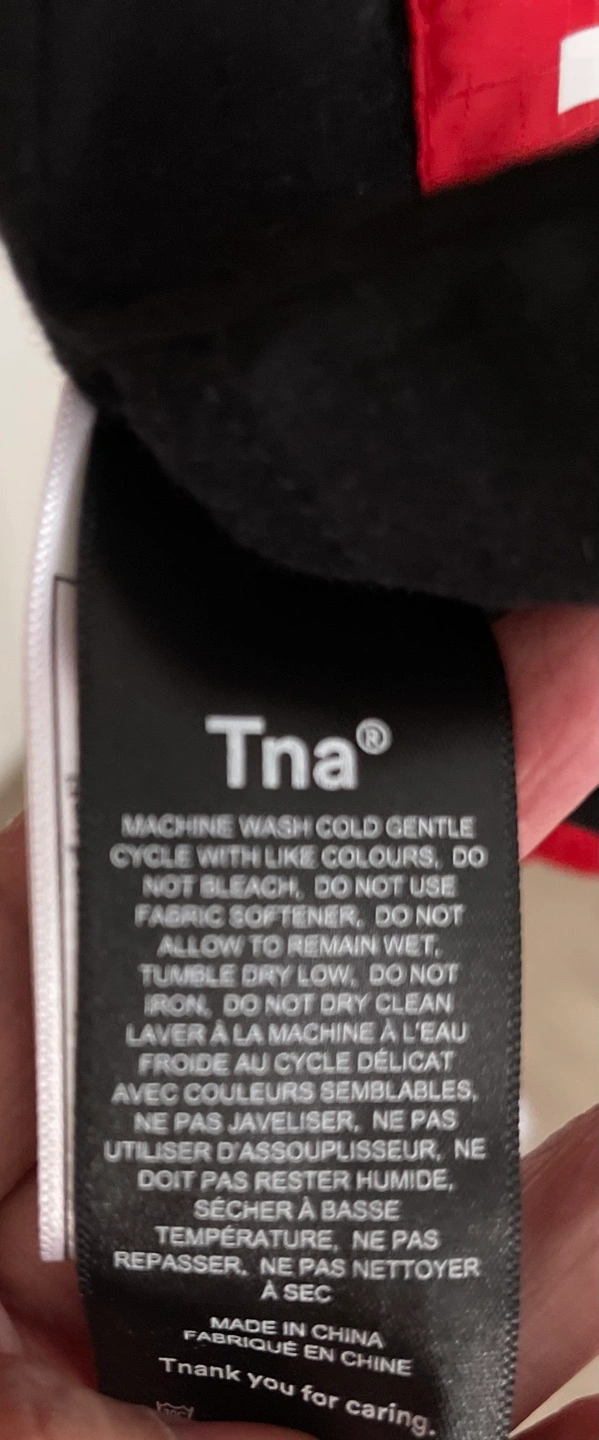 Tna®
MACHINE WASH COLD GENTLE
CYCLE WITH LIKE COLOURS, DO
NOT BLEACH, DO NOT USE
FABRIC SOFTENER, DO NOT
ALLOW TO REMAIN WET,
TUMBLE DRY LOW, DO NOT
IRON, DO NOT DRY CLEAN
LAVER À LA MACHINE À L'EAU
FROIDE AU CYCLE DÉLICAT
AVEC COULEURS SEMBLABLES,
NE PAS JAVELISER, NE PAS
UTILISER D'ASSOUPLISSEUR, NE
DOIT PAS RESTER HUMIDE,
SÉCHER À BASSE
TEMPÉRATURE, NE PAS
REPASSER, NE PAS NETTOYER
À SEC
MADE IN CHINA
FABRIQUÉ EN CHINE
Tnank you for caring.